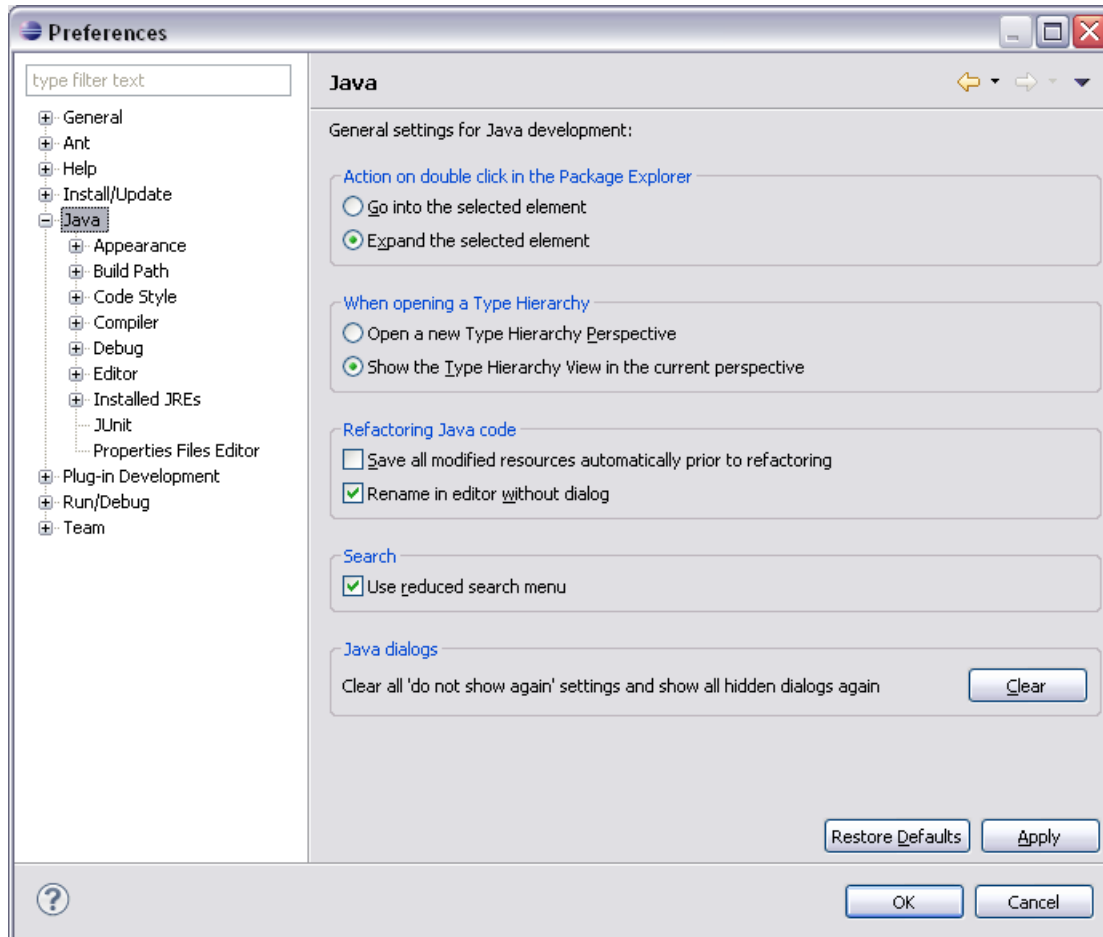 Preferences
type filter text
General
Ant
Help
Install/Update
Java
Appearance
Build Path
Code Style
Compiler
Debug
Editor
Installed JREs
JUnit
Properties Files Editor
Plug-in Development
Run/Debug
Team
Java
General settings for Java development:
Action on double click in the Package Explorer
Go into the selected element
Expand the selected element
When opening a Type Hierarchy
Open a new Type Hierarchy Perspective
Show the Type Hierarchy View in the current perspective
Refactoring Java code
Save all modified resources automatically prior to refactoring
Rename in editor without dialog
Search
Use reduced search menu
Java dialogs
Clear all 'do not show again' settings and show all hidden dialogs again
Clear
Restore Defaults
Apply
?
OK
Cancel